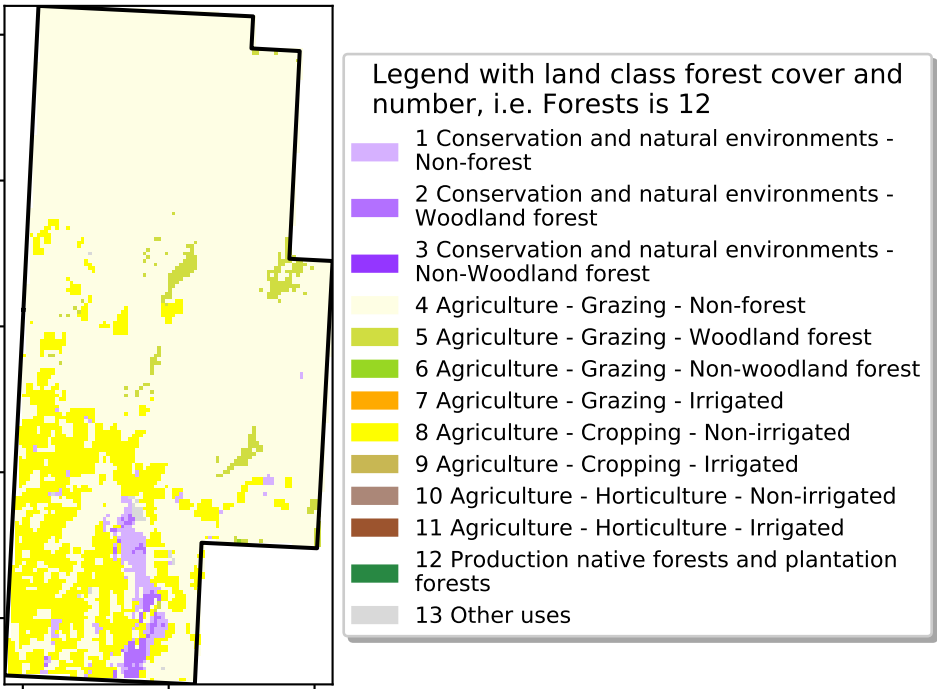 Legend with land class forest cover and
number, i.e. Forests is 12
1 Conservation and natural environments -
Non-forest
2 Conservation and natural environments -
Woodland forest
3 Conservation and natural environments -
Non-Woodland forest
4 Agriculture - Grazing - Non-forest
5 Agriculture - Grazing - Woodland forest
6 Agriculture - Grazing - Non-woodland forest
7 Agriculture - Grazing - Irrigated
8 Agriculture - Cropping - Non-irrigated
9 Agriculture - Cropping - Irrigated
10 Agriculture - Horticulture - Non-irrigated
11 Agriculture - Horticulture - Irrigated
12 Production native forests and plantation
forests
13 Other uses